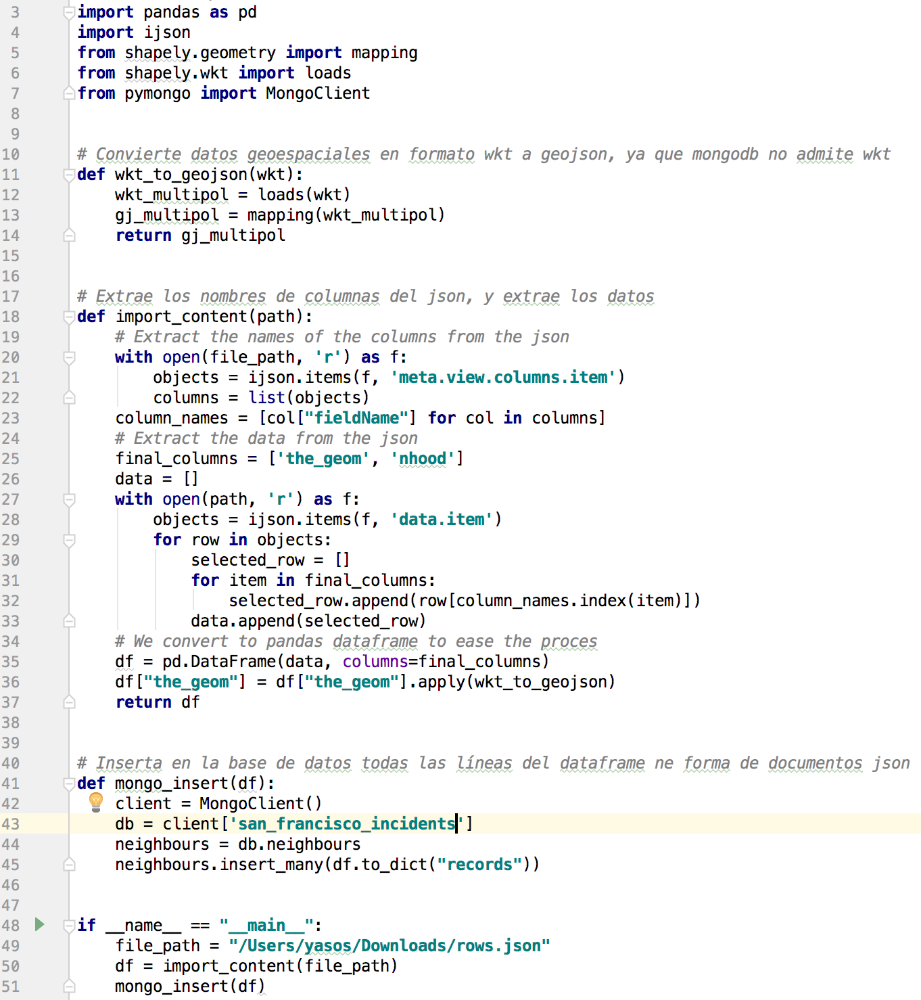 3 import pandas as pd
4 import ijson
5 from shapely.geometry import mapping
6 from shapely.wkt import loads
7 from pymongo import MongoClient
8
9
10 # Convierte datos geoespaciales en formato wkt a geojson, ya que mongodb no admite wkt
11 def wkt_to_geojson(wkt):
12     wkt_multipol = loads(wkt)
13     gj_multipol = mapping(wkt_multipol)
14     return gj_multipol
15
16
17 # Extrae los nombres de columnas del json, y extrae los datos
18 def import_content(path):
19     # Extract the names of the columns from the json
20     with open(file_path, 'r') as f:
21         objects = ijson.items(f, 'meta.view.columns.item')
22         columns = list(objects)
23     column_names = [col["fieldName"] for col in columns]
24     # Extract the data from the json
25     final_columns = ['the_geom', 'nhood']
26     data = []
27     with open(path, 'r') as f:
28         objects = ijson.items(f, 'data.item')
29         for row in objects:
30             selected_row = []
31             for item in final_columns:
32                 selected_row.append(row[column_names.index(item)])
33             data.append(selected_row)
34     # We convert to pandas dataframe to ease the proces
35     df = pd.DataFrame(data, columns=final_columns)
36     df["the_geom"] = df["the_geom"].apply(wkt_to_geojson)
37     return df
38
39
40 # Inserta en la base de datos todas las líneas del dataframe ne forma de documentos json
41 def mongo_insert(df):
42     client = MongoClient()
43     db = client['san_francisco_incidents']
44     neighbours = db.neighbours
45     neighbours.insert_many(df.to_dict("records"))
46
47
48 if __name__ == "__main__":
49     file_path = "/Users/yasos/Downloads/rows.json"
50     df = import_content(file_path)
51     mongo_insert(df)